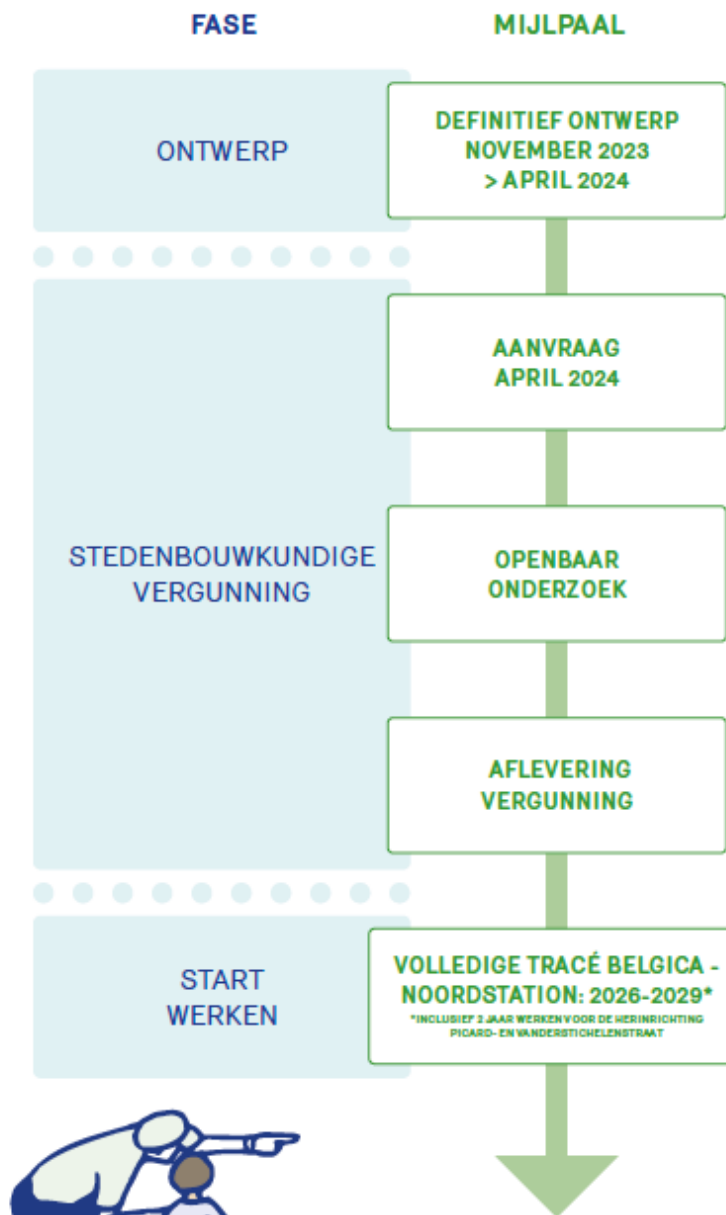 FASE
MIJLPAAL
ONTWERP
DEFINITIEF ONTWERP
NOVEMBER 2023
> APRIL 2024
STEDENBOUWKUNDIGE
VERGUNNING
AANVRAAG
APRIL 2024
OPENBAAR
ONDERZOEK
AFLEVERING
VERGUNNING
START
WERKEN
VOLLEDIGE TRACÉ BELGICA -
NOORDSTATION: 2026-2029*
*INCLUSIEF 2 JAAR WERKEN VOOR DE HERINRICHTING
PICARD- EN VANDERSTICHELENSTRAAT